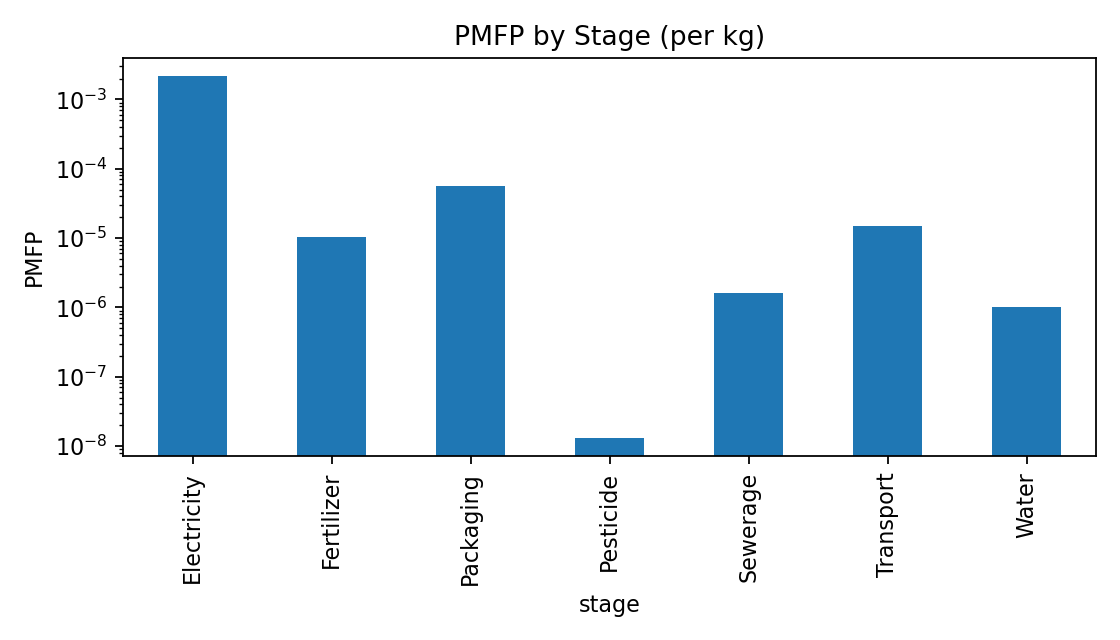 PMFP by Stage (per kg)
PMFP
10⁻³
10⁻⁴
10⁻⁵
10⁻⁶
10⁻⁷
10⁻⁸
Electricity
Fertilizer
Packaging
Pesticide
Sewerage
Transport
Water
stage